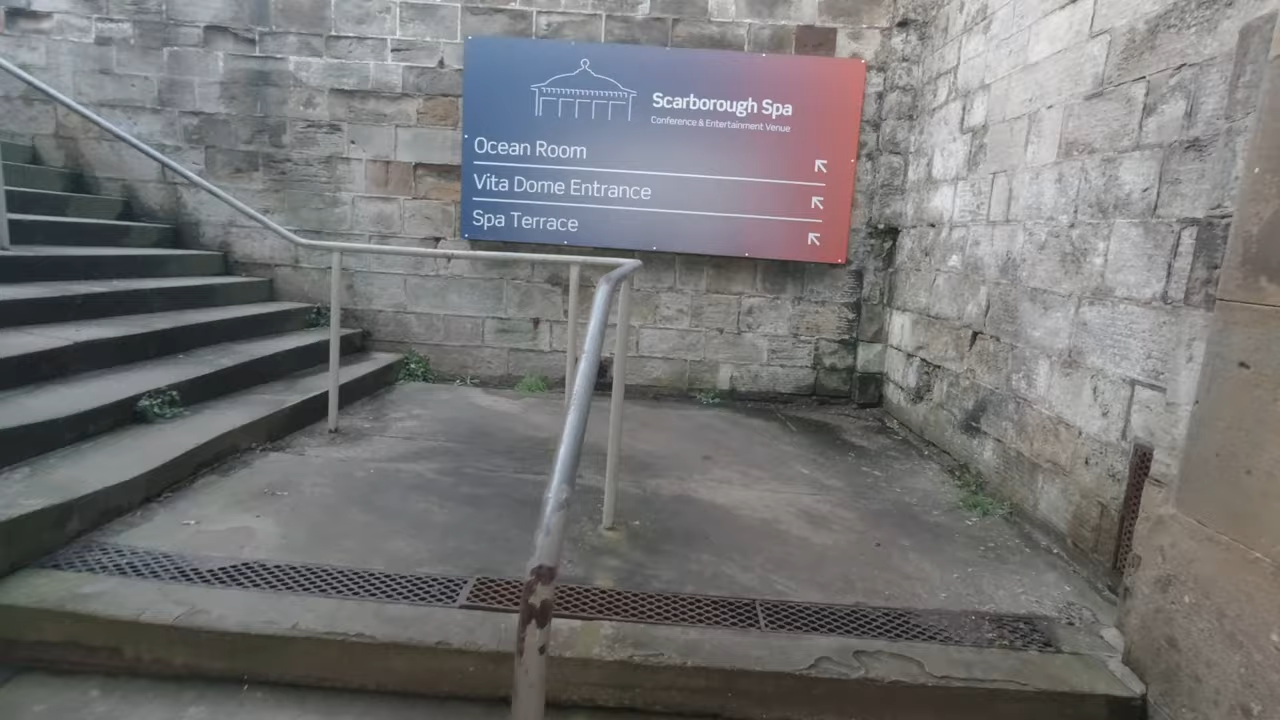 Scarborough Spa
Conference & Entertainment Venue
Ocean Room
Vita Dome Entrance
Spa Terrace